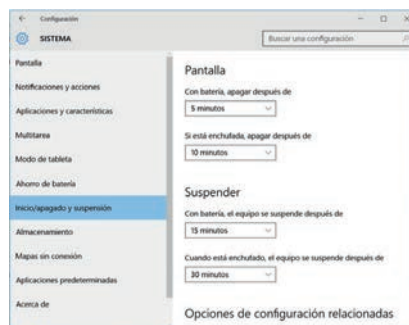 Configuración
SISTEMA
Buscar una configuración
Pantalla
Notificaciones y acciones
Aplicaciones y características
Multitarea
Modo de tableta
Ahorro de batería
Inicio/apagado y suspensión
Almacenamiento
Mapas sin conexión
Aplicaciones predeterminadas
Acerca de
Pantalla
Con batería, apagar después de
5 minutos
Si está enchufada, apagar después de
10 minutos
Suspender
Con batería, el equipo se suspende después de
15 minutos
Cuando está enchufado, el equipo se suspende después de
30 minutos
Opciones de configuración relacionadas